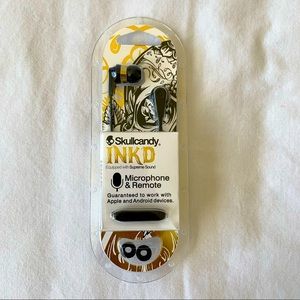 Skullcandy
INKD
Equipped with Supreme Sound
Microphone
& Remote
Guaranteed to work with
Apple and Android devices.